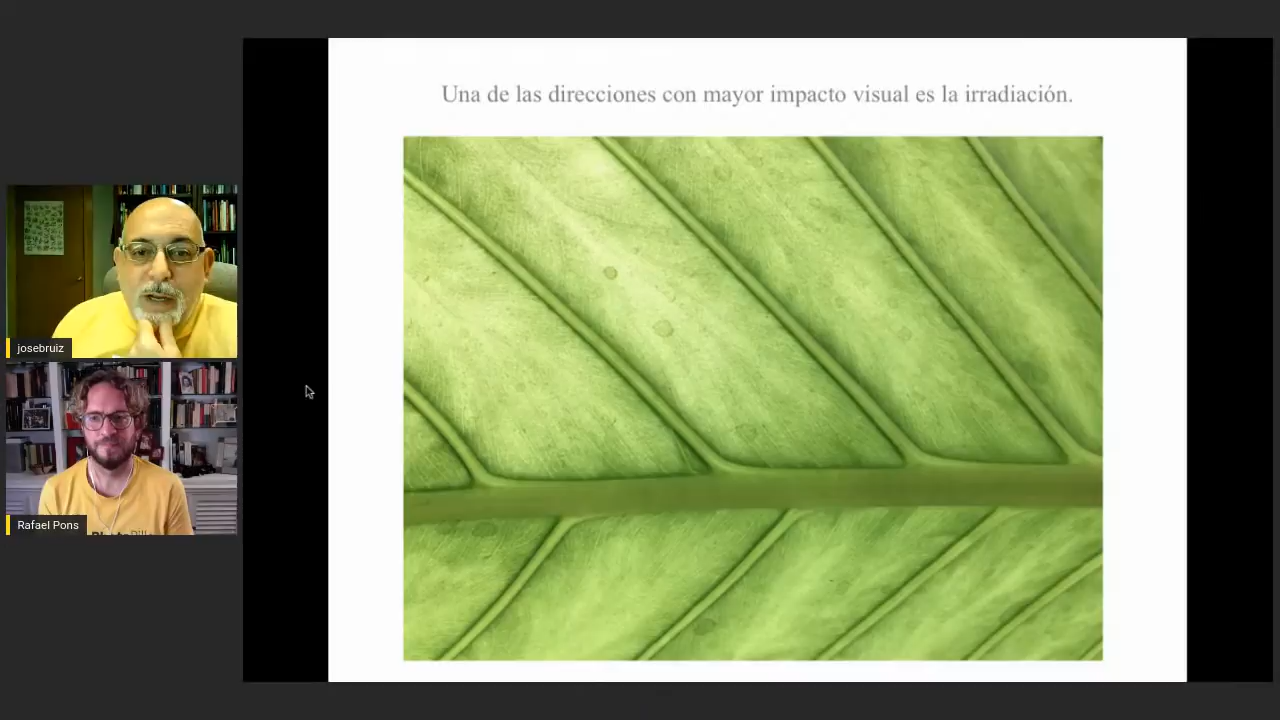 Una de las direcciones con mayor impacto visual es la irradiación.
josebruiz
Rafael Pons